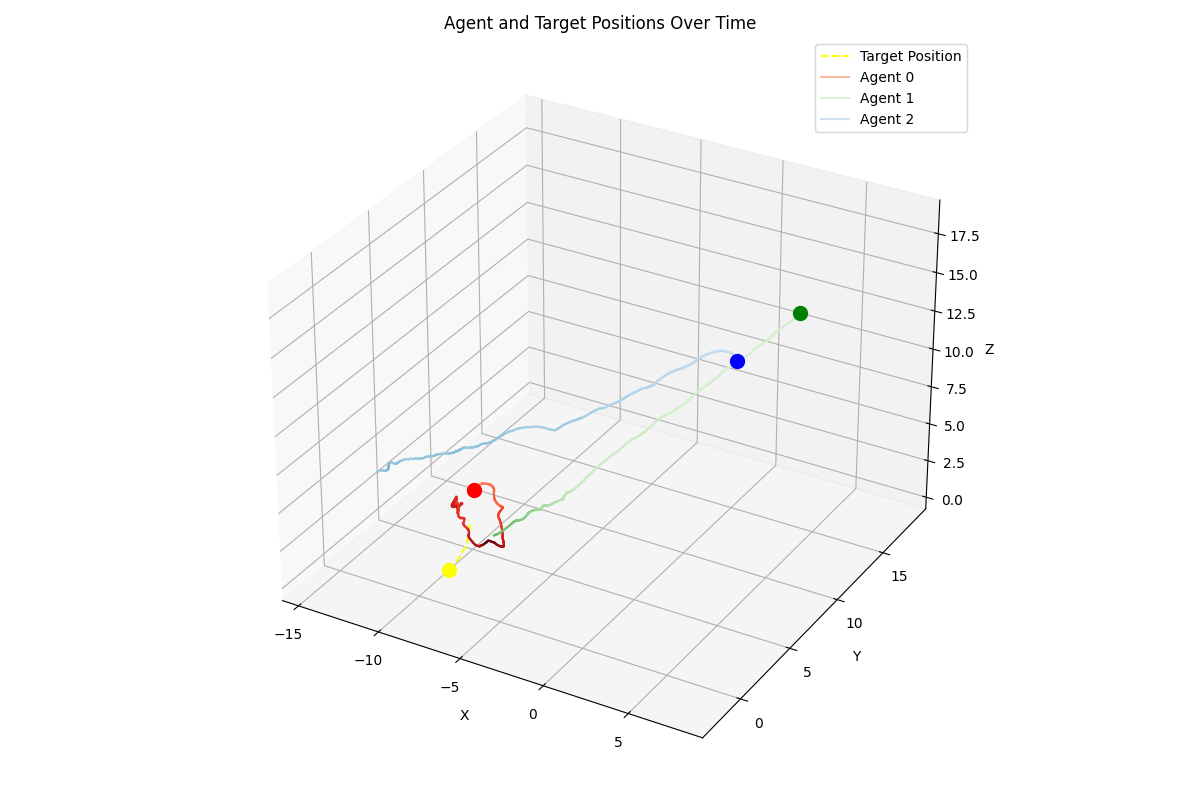 Agent and Target Positions Over Time
Target Position
Agent 0
Agent 1
Agent 2
17.5
15.0
12.5
10.0
7.5
5.0
2.5
0.0
Z
15
10
5
0
Y
−15
−10
−5
0
5
X